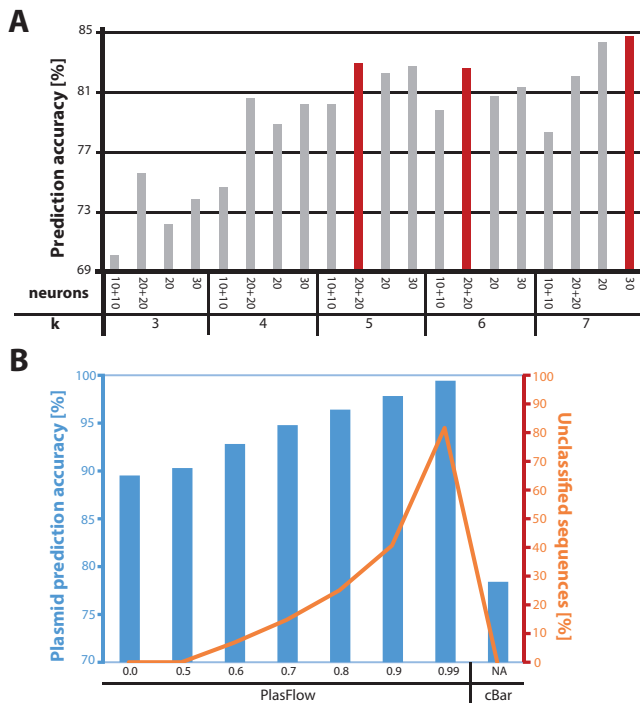 A
Prediction accuracy [%]
85
81
77
73
69
neurons
10+10 20+20 20 30 10+10 20+20 20 30 10+10 20+20 20 30 10+10 20+20 20 30 10+10 20+20 20 30
k 3 4 5 6 7
B
Plasmid prediction accuracy [%]
100
95
90
85
80
75
70
Unclassified sequences [%]
100
90
80
70
60
50
40
30
20
10
0
0.0 0.5 0.6 0.7 0.8 0.9 0.99 NA
PlasFlow cBar